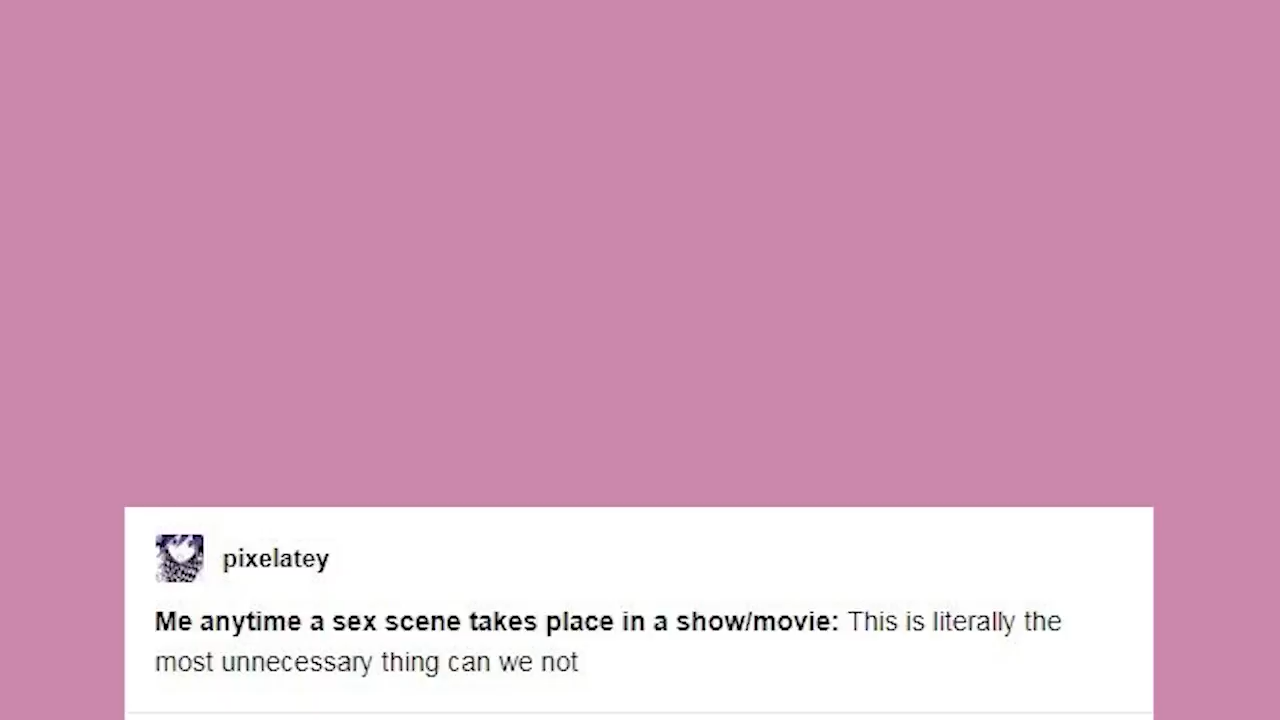 pixelatey
Me anytime a sex scene takes place in a show/movie: This is literally the
most unnecessary thing can we not